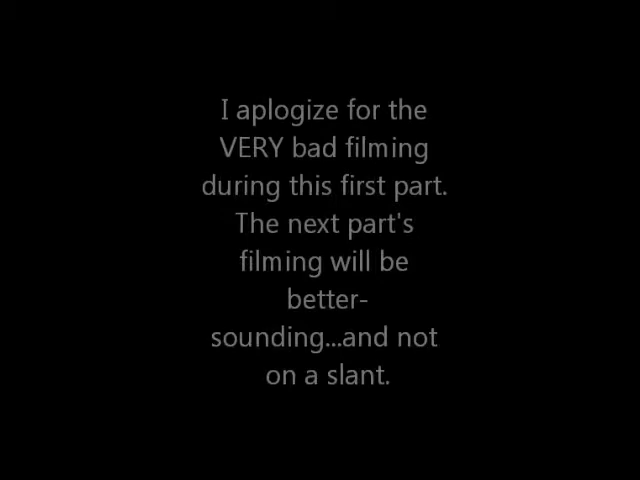 I aplogize for the
VERY bad filming
during this first part.
The next part's
filming will be
better-
sounding...and not
on a slant.